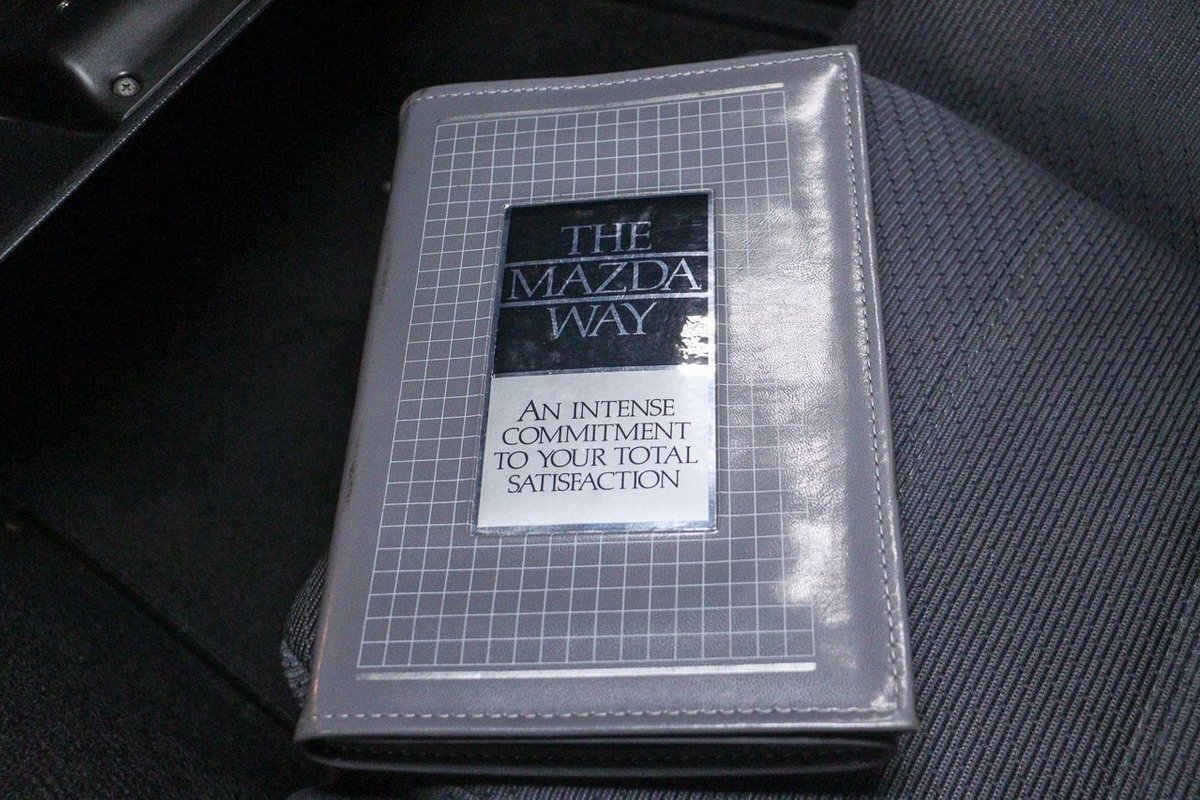 THE
MAZDA
WAY
AN INTENSE
COMMITMENT
TO YOUR TOTAL
SATISFACTION